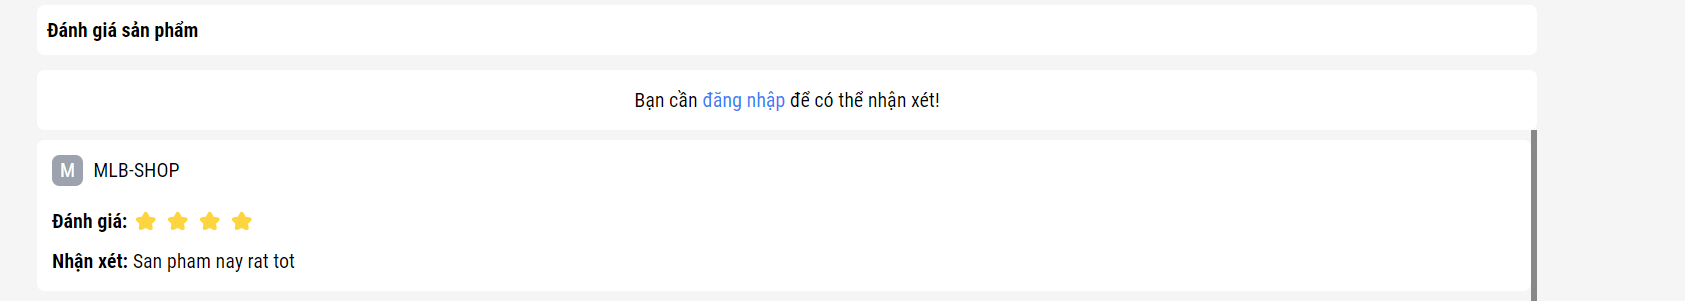 Đánh giá sản phẩm
Bạn cần đăng nhập để có thể nhận xét!
M MLB-SHOP
Đánh giá:
Nhận xét: San pham nay rat tot